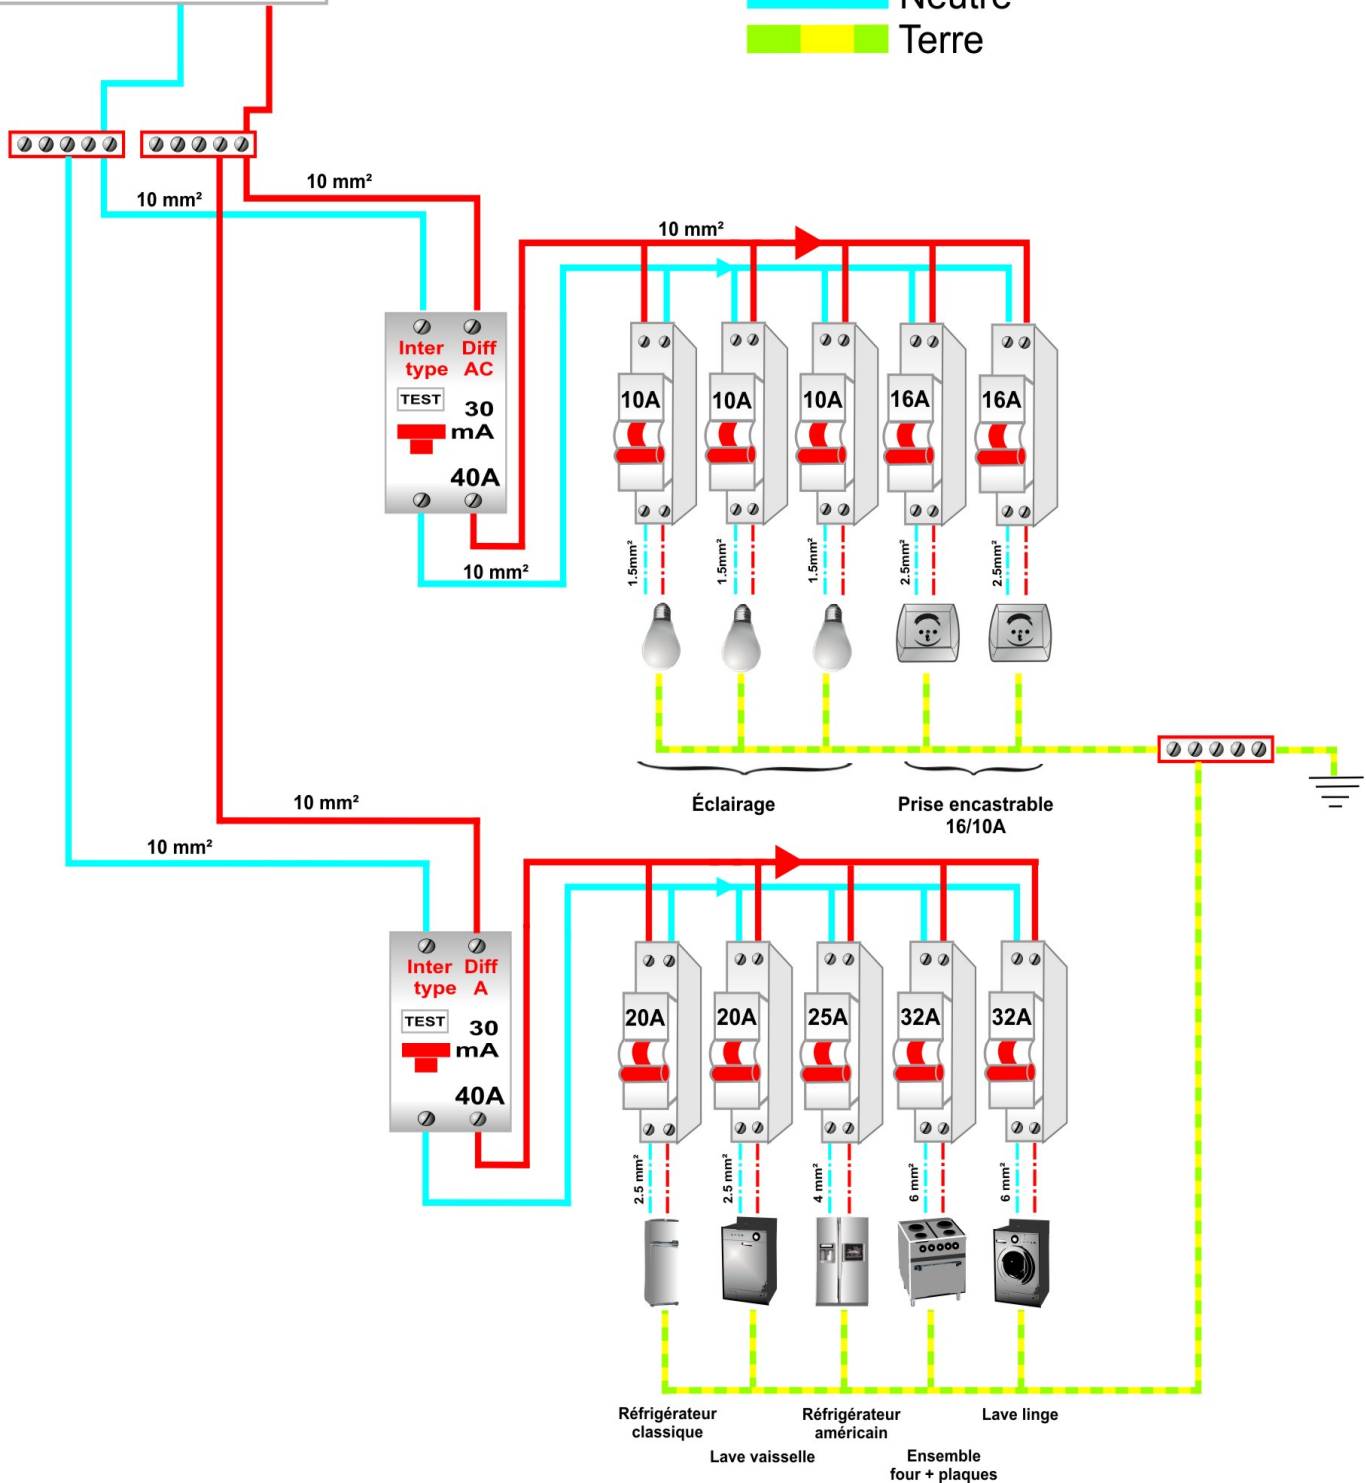 Neutre
Terre
10 mm²
10 mm²
10 mm²
Inter Diff
type AC
TEST
30
mA
40A
10A
10A
10A
16A
16A
10 mm²
1.5mm²
1.5mm²
1.5mm²
2.5mm²
2.5mm²
Éclairage
Prise encastrable
16/10A
10 mm²
10 mm²
Inter Diff
type A
TEST
30
mA
40A
20A
20A
25A
32A
32A
2.5 mm²
2.5 mm²
4 mm²
6 mm²
6 mm²
Réfrigérateur
classique
Lave vaisselle
Réfrigérateur
américain
Ensemble
four + plaques
Lave linge